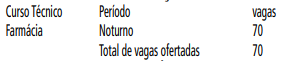 Curso Técnico Período vagas
Farmácia Noturno 70
Total de vagas ofertadas 70